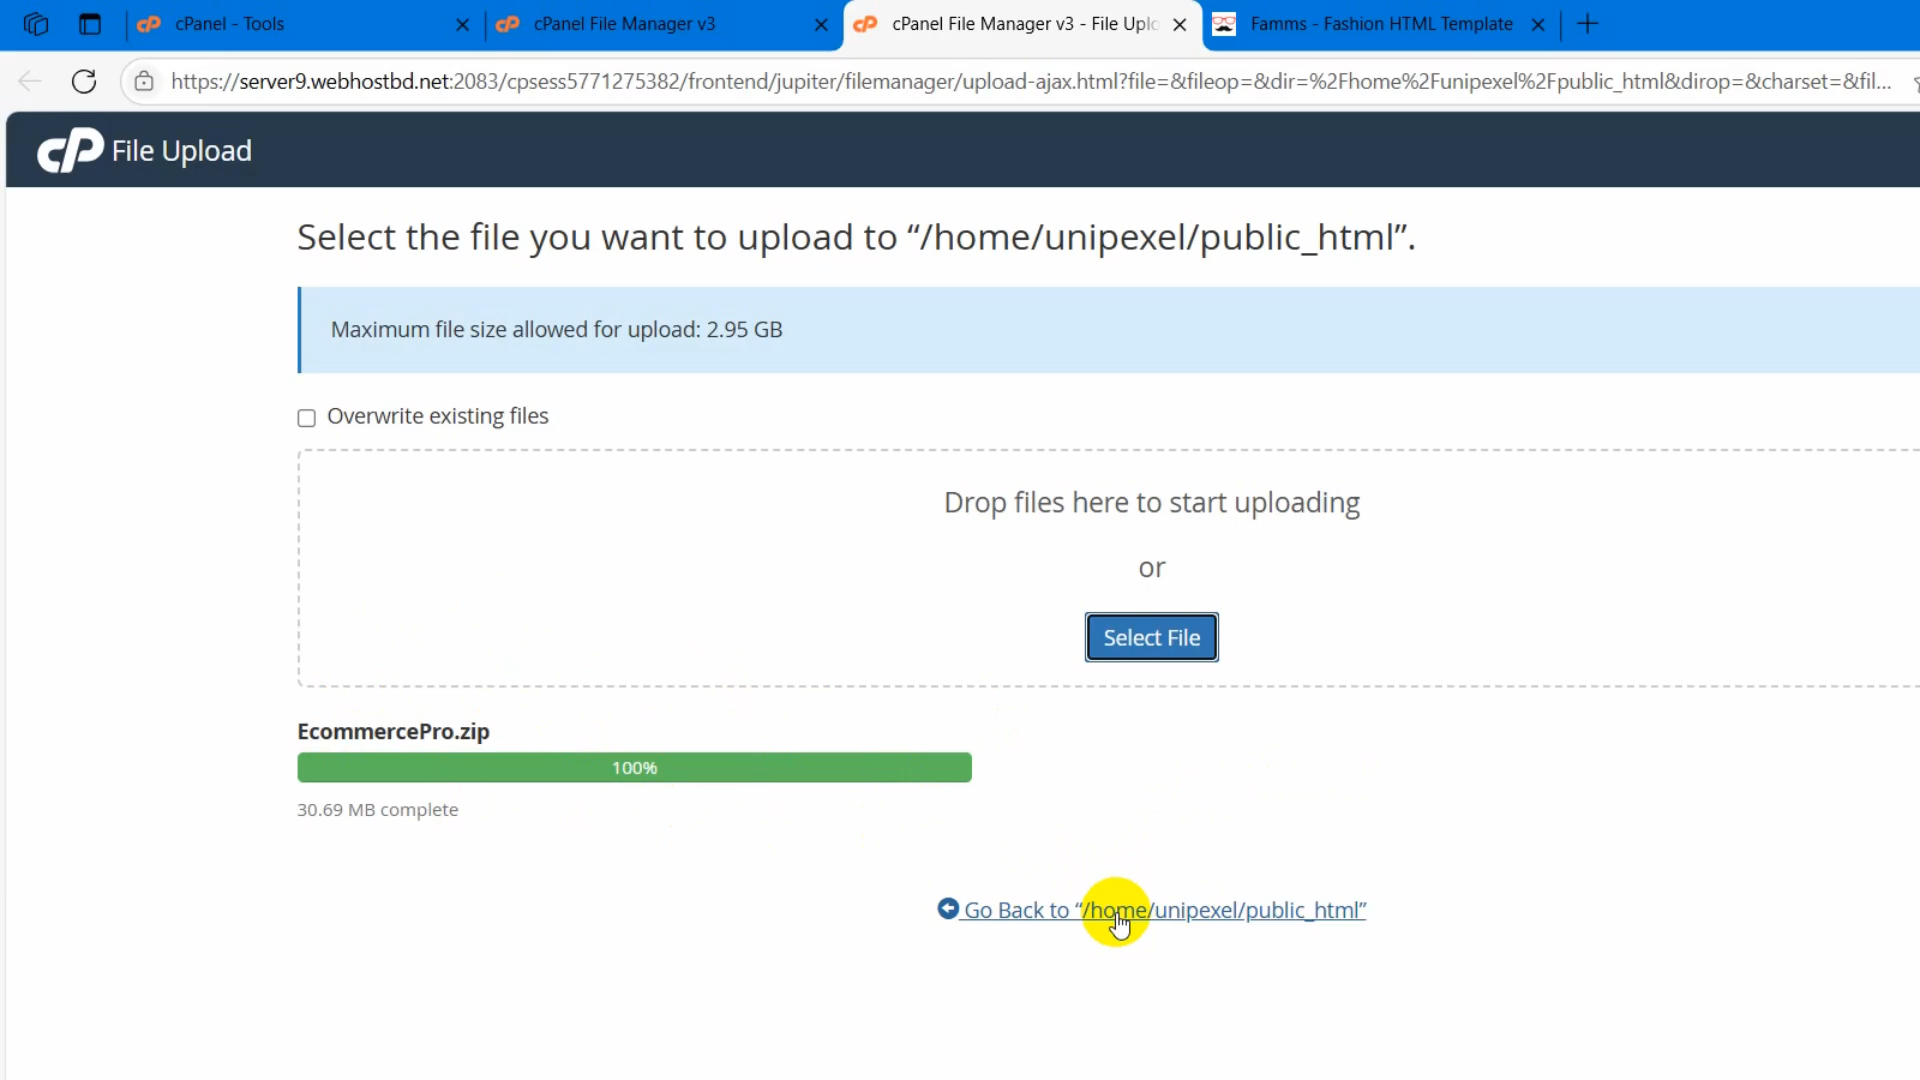 cPanel - Tools
cPanel File Manager v3
cPanel File Manager v3 - File Uplo
Famms - Fashion HTML Template
https://server9.webhostbd.net:2083/cpsess5771275382/frontend/jupiter/filemanager/upload-ajax.html?file=&fileop=&dir=%2Fhome%2Funipexel%2Fpublic_html&dirop=&charset=&fil...
cP File Upload
Select the file you want to upload to “/home/unipexel/public_html”.
Maximum file size allowed for upload: 2.95 GB
Overwrite existing files
Drop files here to start uploading
or
Select File
EcommercePro.zip
100%
30.69 MB complete
Go Back to “/home/unipexel/public_html”